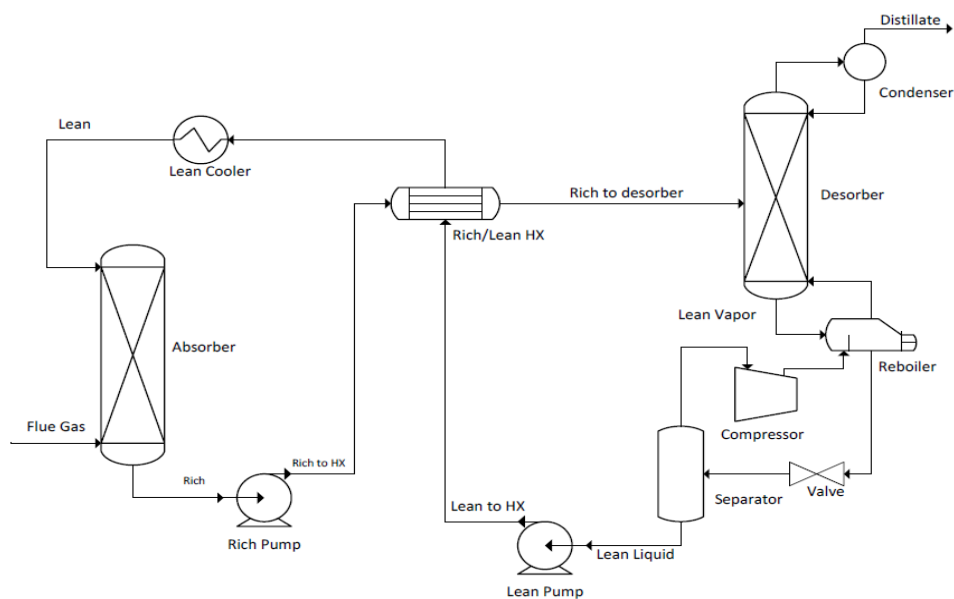 Distillate
Condenser
Lean
Lean Cooler
Rich to desorber
Desorber
Rich/Lean HX
Lean Vapor
Absorber
Reboiler
Compressor
Flue Gas
Rich to HX
Rich
Separator
Valve
Lean to HX
Rich Pump
Lean Liquid
Lean Pump